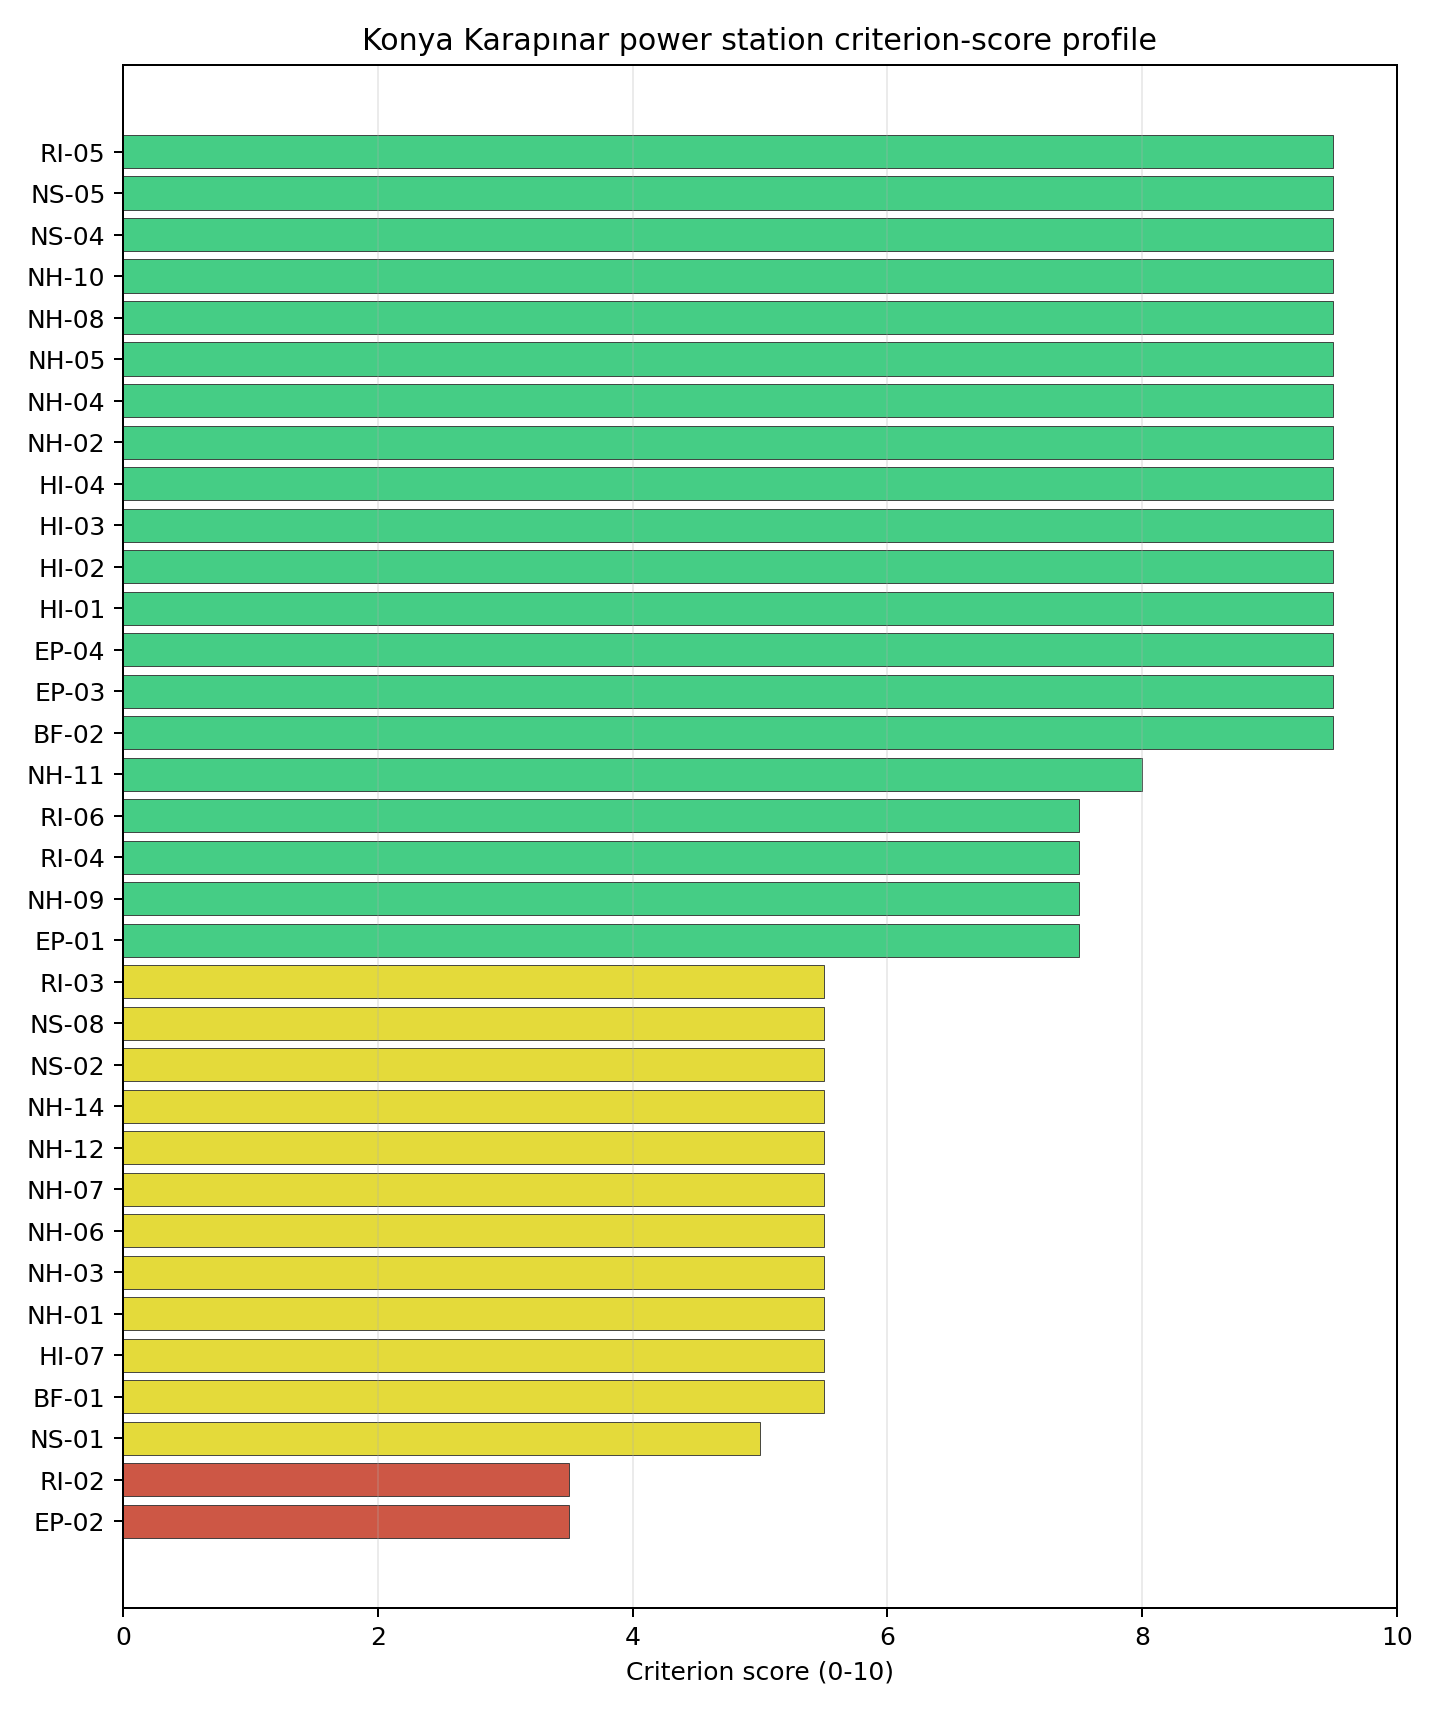 Konya Karapınar power station criterion-score profile
RI-05
NS-05
NS-04
NH-10
NH-08
NH-05
NH-04
NH-02
HI-04
HI-03
HI-02
HI-01
EP-04
EP-03
BF-02
NH-11
RI-06
RI-04
NH-09
EP-01
RI-03
NS-08
NS-02
NH-14
NH-12
NH-07
NH-06
NH-03
NH-01
HI-07
BF-01
NS-01
RI-02
EP-02
0 2 4 6 8 10
Criterion score (0-10)